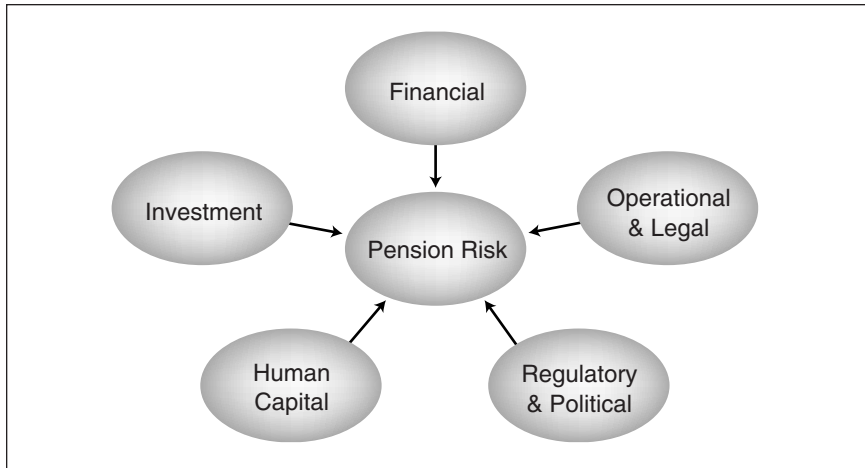 Financial
Investment
Operational
& Legal
Pension Risk
Human
Capital
Regulatory
& Political